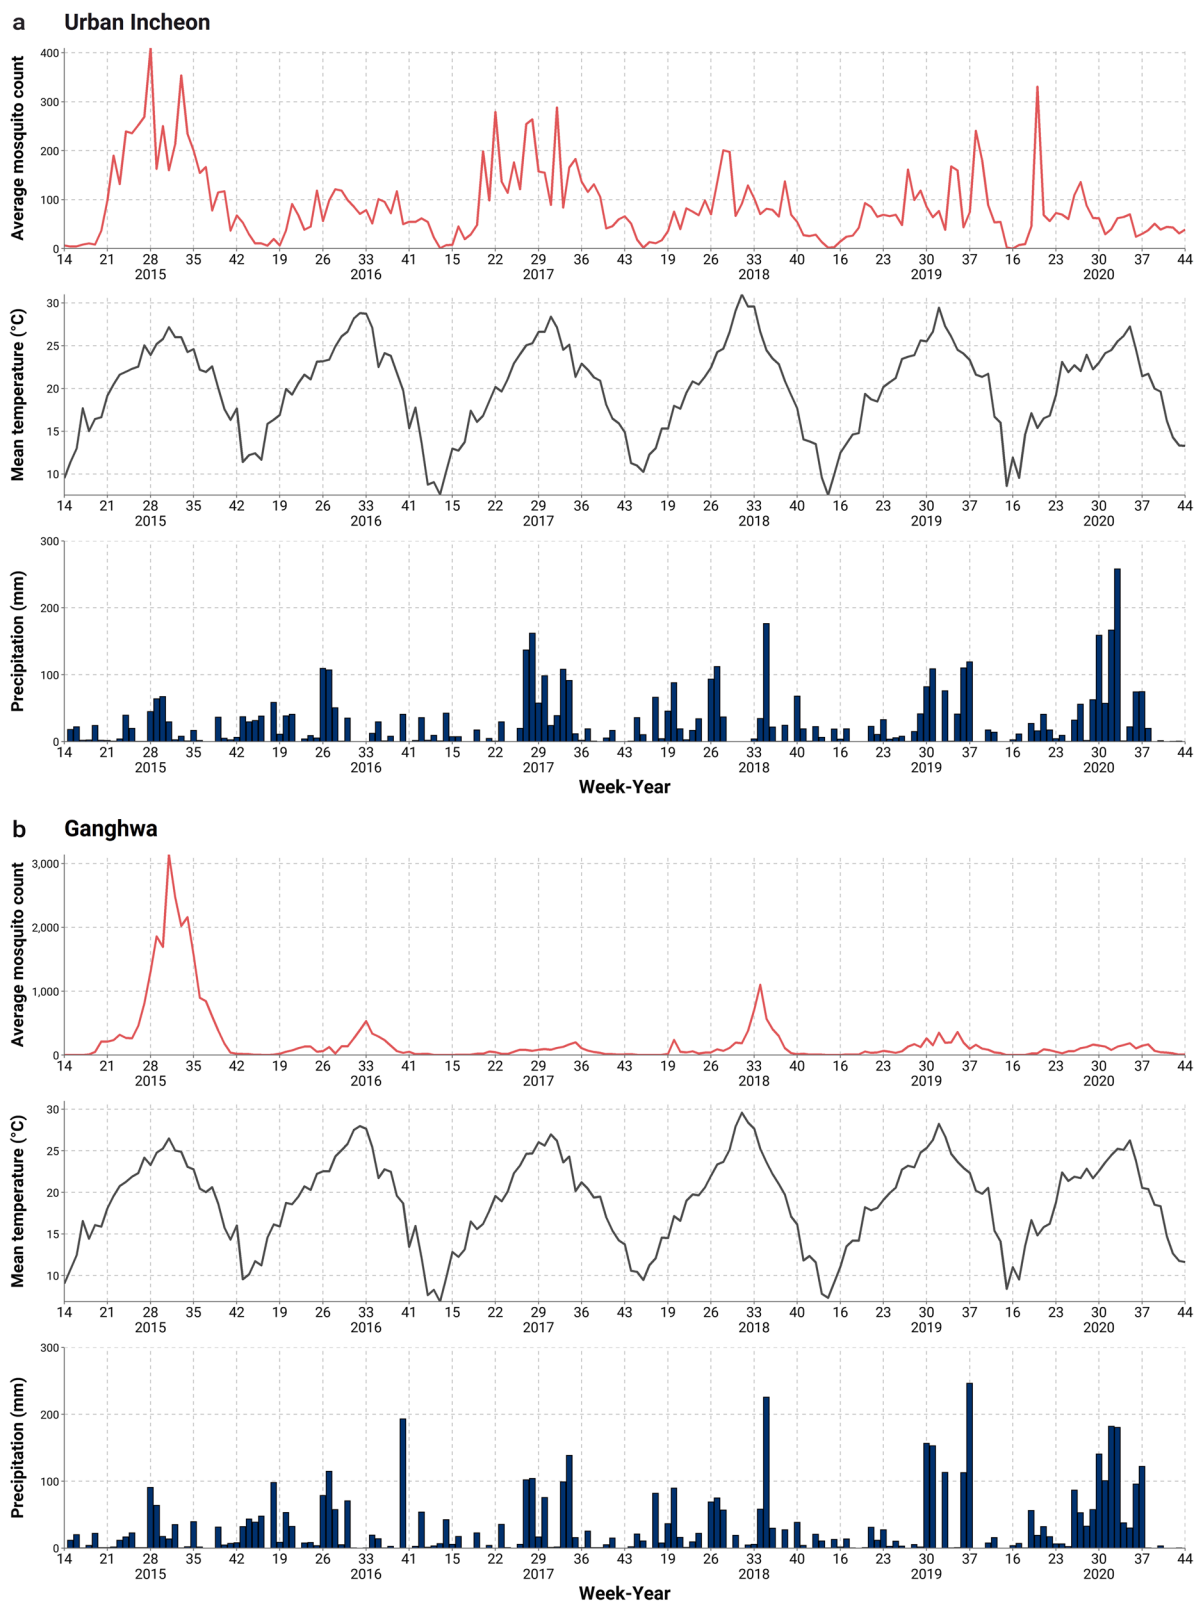 a Urban Incheon
Average mosquito count
400
300
200
100
0
14 21 28 35 42 19 26 33 41 15 22 29 36 43 19 26 33 40 16 23 30 37 16 23 30 37 44
2015 2016 2017 2018 2019 2020
Mean temperature (°C)
30
25
20
15
10
14 21 28 35 42 19 26 33 41 15 22 29 36 43 19 26 33 40 16 23 30 37 16 23 30 37 44
2015 2016 2017 2018 2019 2020
Precipitation (mm)
300
200
100
0
14 21 28 35 42 19 26 33 41 15 22 29 36 43 19 26 33 40 16 23 30 37 16 23 30 37 44
2015 2016 2017 2018 2019 2020
Week-Year
b Ganghwa
Average mosquito count
3,000
2,000
1,000
0
14 21 28 35 42 19 26 33 41 15 22 29 36 43 19 26 33 40 16 23 30 37 16 23 30 37 44
2015 2016 2017 2018 2019 2020
Mean temperature (°C)
30
25
20
15
10
14 21 28 35 42 19 26 33 41 15 22 29 36 43 19 26 33 40 16 23 30 37 16 23 30 37 44
2015 2016 2017 2018 2019 2020
Precipitation (mm)
300
200
100
0
14 21 28 35 42 19 26 33 41 15 22 29 36 43 19 26 33 40 16 23 30 37 16 23 30 37 44
2015 2016 2017 2018 2019 2020
Week-Year